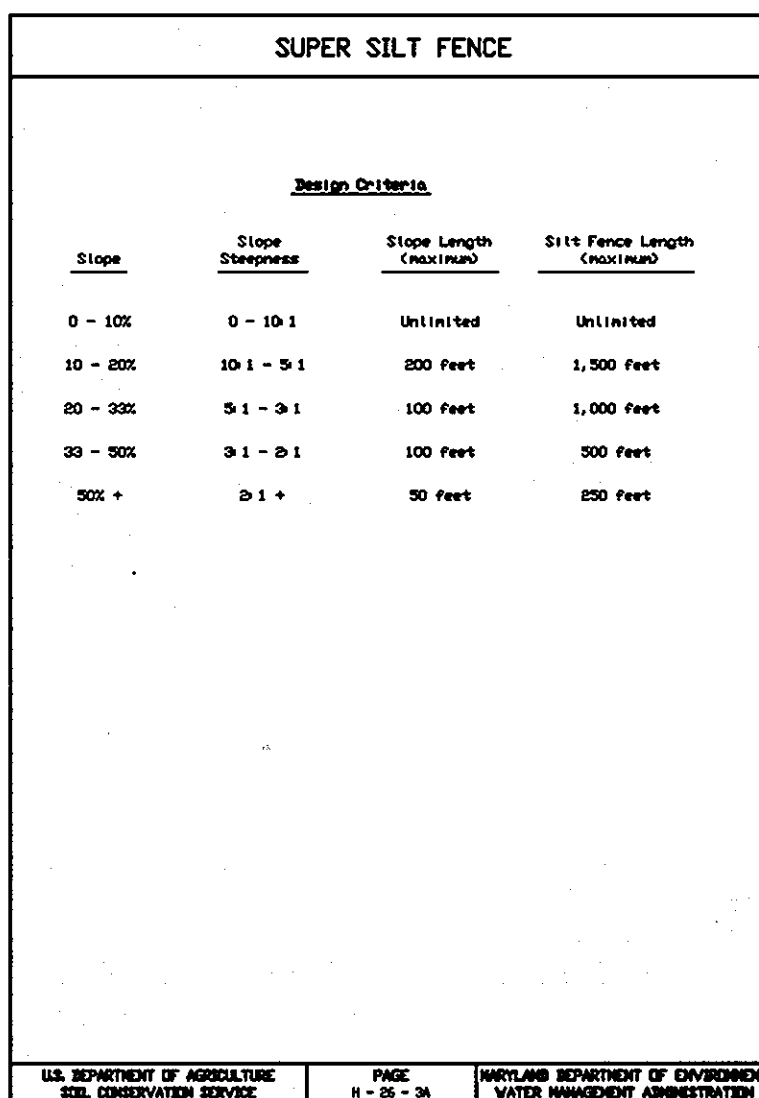 SUPER SILT FENCE
Design Criteria
Slope Slope Steepness Slope Length (maximum) Silt Fence Length (maximum)
0 - 10% 0 - 10:1 Unlimited Unlimited
10 - 20% 10:1 - 5:1 200 feet 1,500 feet
20 - 33% 5:1 - 3:1 100 feet 1,000 feet
33 - 50% 3:1 - 2:1 100 feet 500 feet
50% + 2:1 + 50 feet 250 feet
U.S. DEPARTMENT OF AGRICULTURE
SOIL CONSERVATION SERVICE
PAGE
H - 26 - 3A
MARYLAND DEPARTMENT OF ENVIRONMEN
WATER MANAGEMENT ADMINISTRATION